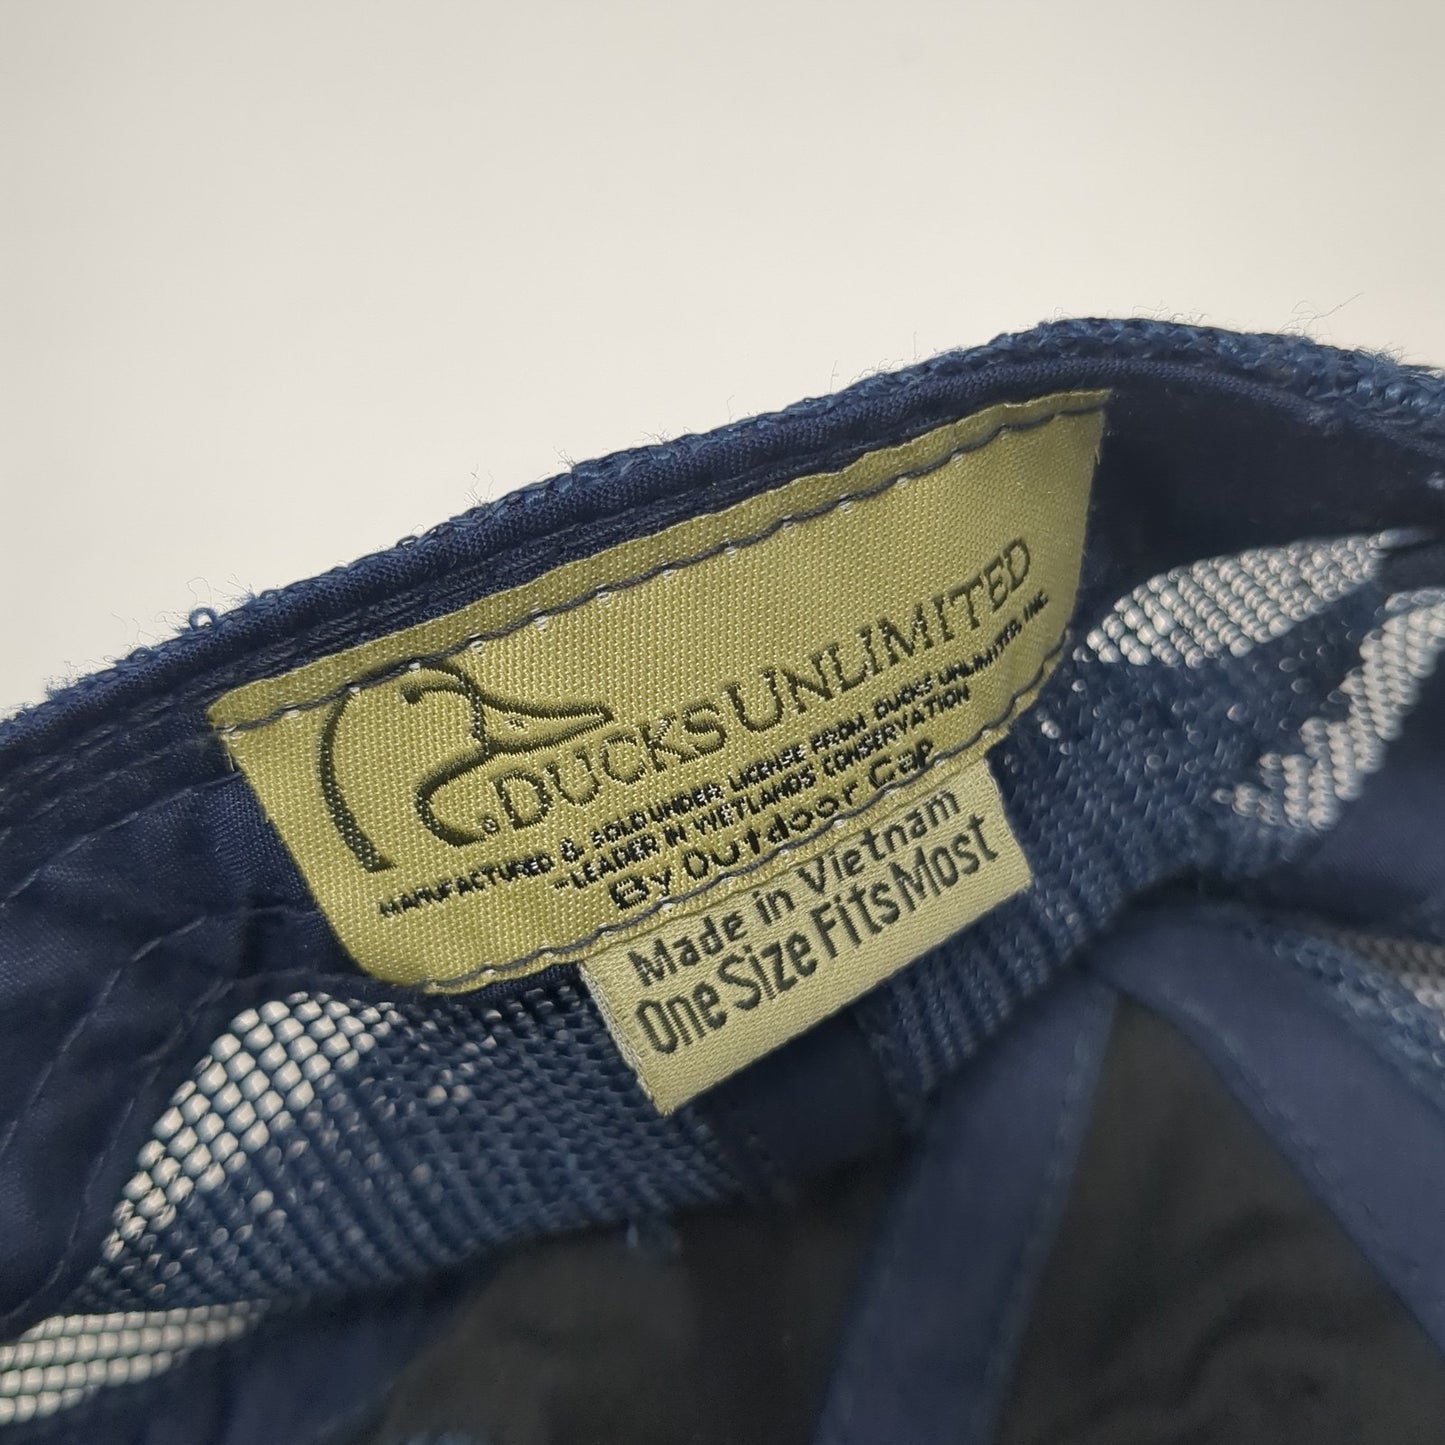 ®DUCKS UNLIMITED
MANUFACTURED & SOLD UNDER LICENSE FROM DUCKS UNLIMITED, INC.
"LEADER IN WETLANDS CONSERVATION
By Outdoor Cap
Made in Vietnam
One Size Fits Most